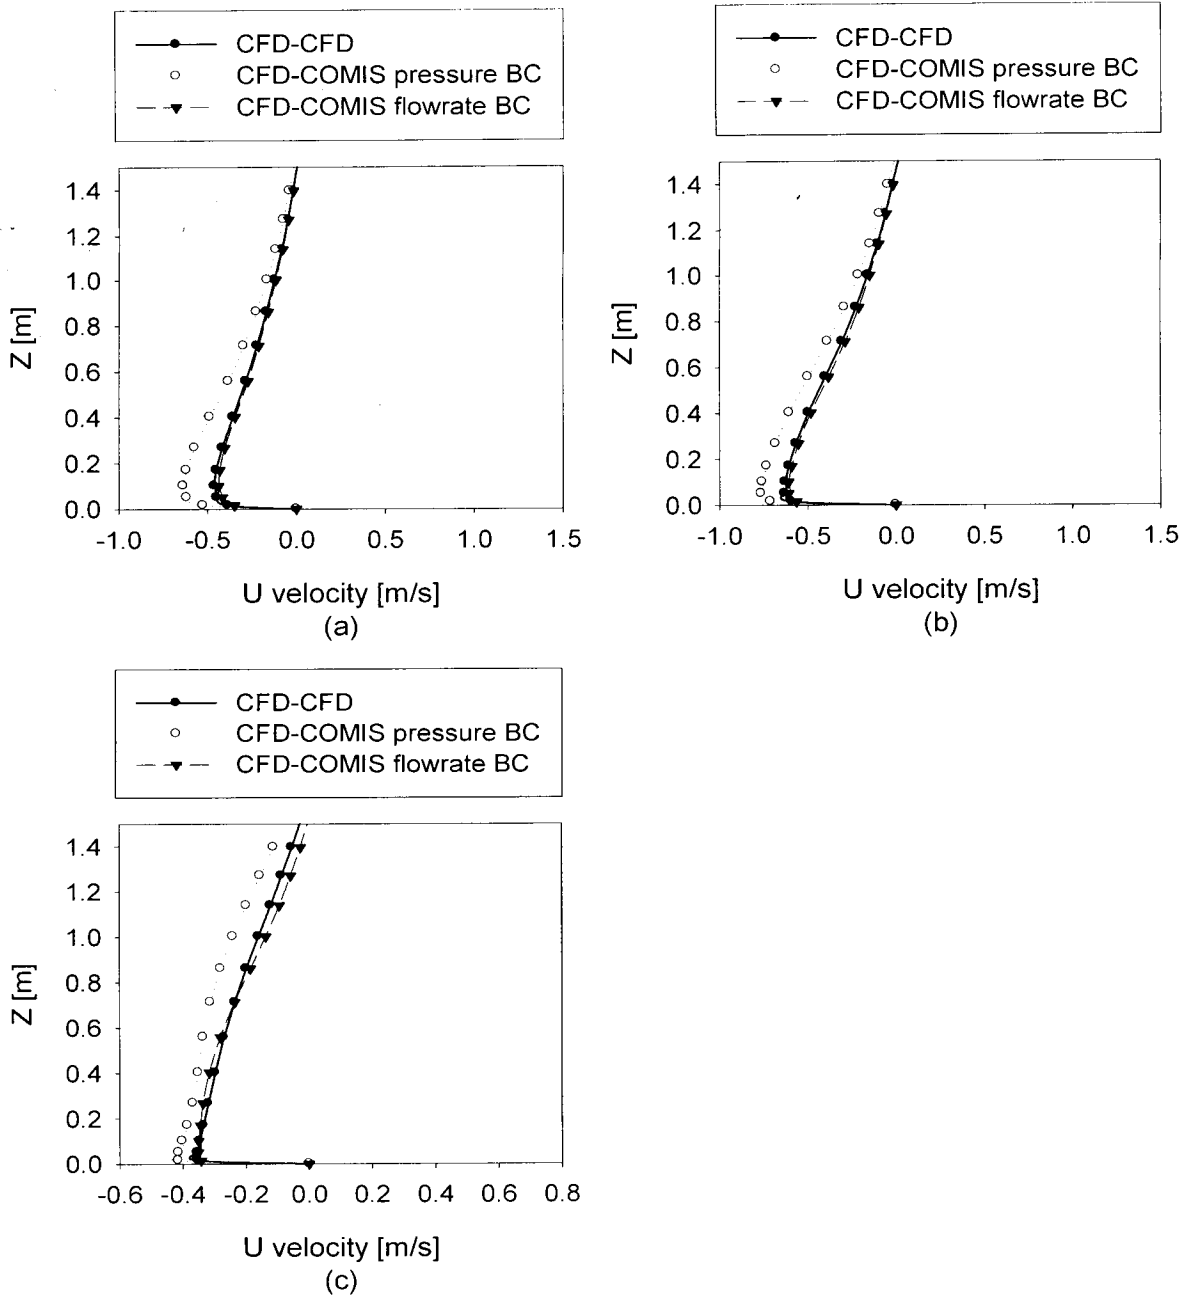 CFD-CFD
CFD-COMIS pressure BC
CFD-COMIS flowrate BC
1.4
1.2
1.0
0.8
0.6
0.4
0.2
0.0
Z [m]
-1.0 -0.5 0.0 0.5 1.0 1.5
U velocity [m/s]
(a)
CFD-CFD
CFD-COMIS pressure BC
CFD-COMIS flowrate BC
1.4
1.2
1.0
0.8
0.6
0.4
0.2
0.0
Z [m]
-1.0 -0.5 0.0 0.5 1.0 1.5
U velocity [m/s]
(b)
CFD-CFD
CFD-COMIS pressure BC
CFD-COMIS flowrate BC
1.4
1.2
1.0
0.8
0.6
0.4
0.2
0.0
Z [m]
-0.6 -0.4 -0.2 0.0 0.2 0.4 0.6 0.8
U velocity [m/s]
(c)